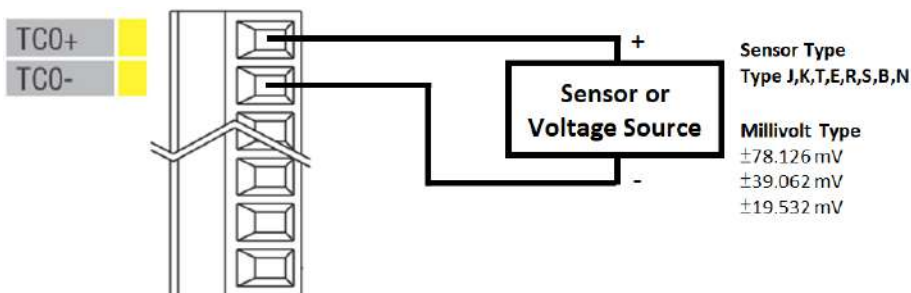 TC0+
TC0-
+
Sensor or
Voltage Source
-
Sensor Type
Type J,K,T,E,R,S,B,N
Millivolt Type
±78.126 mV
±39.062 mV
±19.532 mV